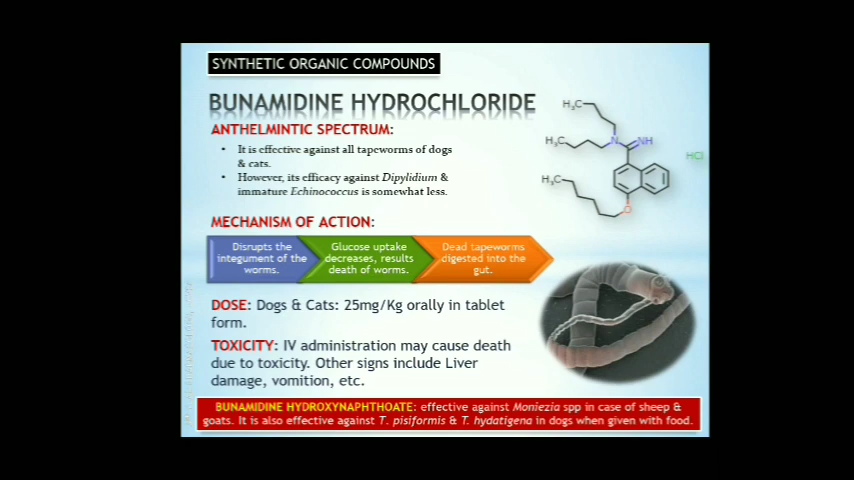 SYNTHETIC ORGANIC COMPOUNDS
BUNAMIDINE HYDROCHLORIDE
ANTHELMINTIC SPECTRUM:
• It is effective against all tapeworms of dogs
& cats.
• However, its efficacy against Dipylidium &
immature Echinococcus is somewhat less.
MECHANISM OF ACTION:
Disrupts the
integument of the
worms.
Glucose uptake
decreases, results
death of worms.
Dead tapeworms
digested into the
gut.
DOSE: Dogs & Cats: 25mg/Kg orally in tablet
form.
TOXICITY: IV administration may cause death
due to toxicity. Other signs include Liver
damage, vomition, etc.
BUNAMIDINE HYDROXYNAPHTHOATE: effective against Moniezia spp in case of sheep &
goats. It is also effective against T. pisiformis & T. hydatigena in dogs when given with food.
H₃C
H₃C
N
NH
HCl
H₃C
O